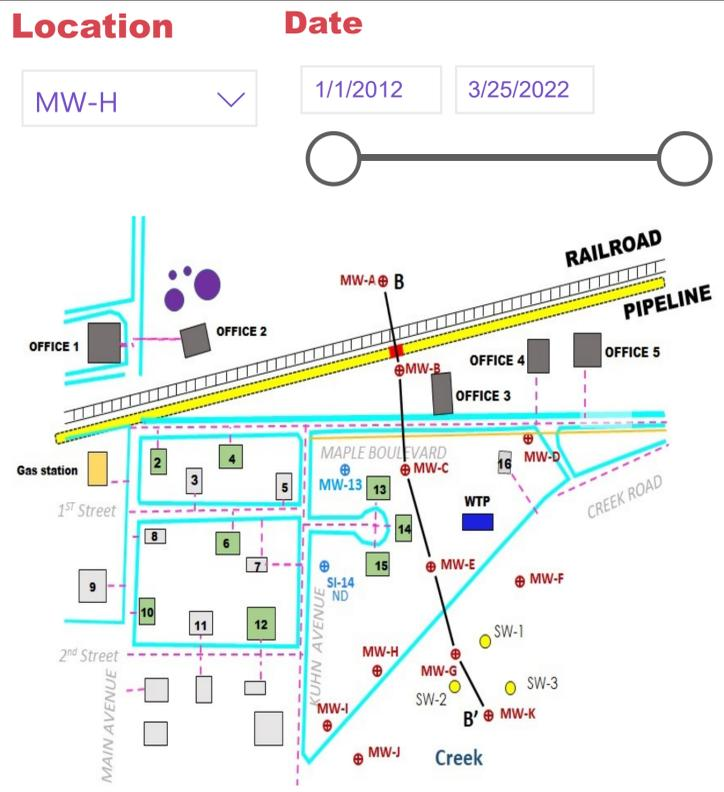 Location
Date
MW-H
1/1/2012
3/25/2022
RAILROAD
MW-A
B
PIPELINE
OFFICE 1
OFFICE 2
OFFICE 4
OFFICE 5
MW-B
OFFICE 3
Gas station
2
4
3
5
MAPLE BOULEVARD
MW-13
MW-C
MW-D
16
13
WTP
CREEK ROAD
1ST Street
8
6
7
14
15
9
10
11
12
SI-14
ND
MW-E
MW-F
KUHN AVENUE
2nd Street
MAIN AVENUE
MW-H
SW-1
MW-G
SW-2
SW-3
MW-I
B'
MW-K
MW-J
Creek